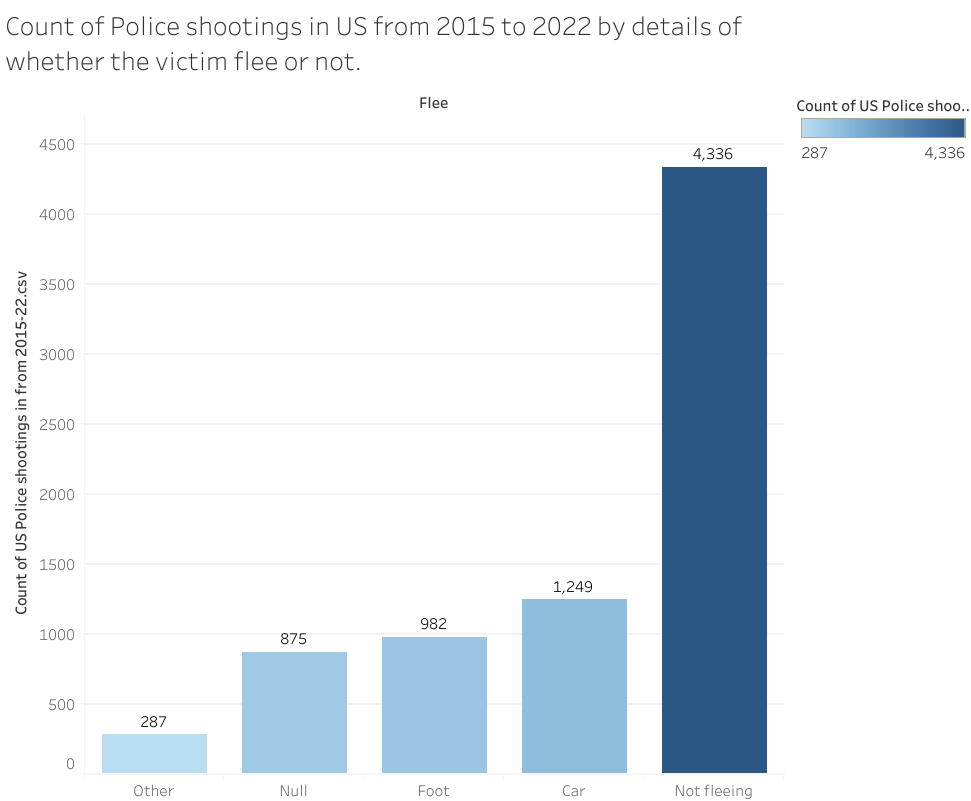 Count of Police shootings in US from 2015 to 2022 by details of
whether the victim flee or not.
Flee
Count of US Police shoo..
287 4,336
Count of US Police shootings in from 2015-22.csv
4500
4000
3500
3000
2500
2000
1500
1000
500
0
287
875
982
1,249
4,336
Other Null Foot Car Not fleeing